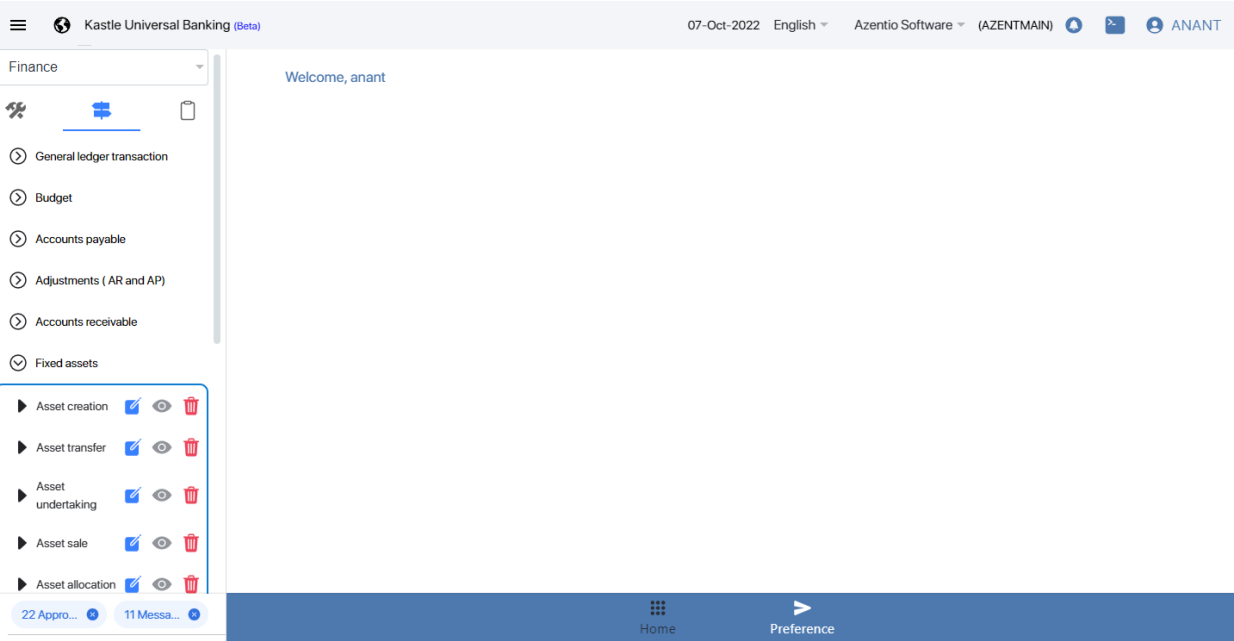 Kastle Universal Banking (Beta) 07-Oct-2022 English Azentio Software (AZENTMAIN) ANANT
Finance
Welcome, anant
General ledger transaction
Budget
Accounts payable
Adjustments ( AR and AP)
Accounts receivable
Fixed assets
Asset creation
Asset transfer
Asset
undertaking
Asset sale
Asset allocation
22 Appro... 11 Messa...
Home Preference